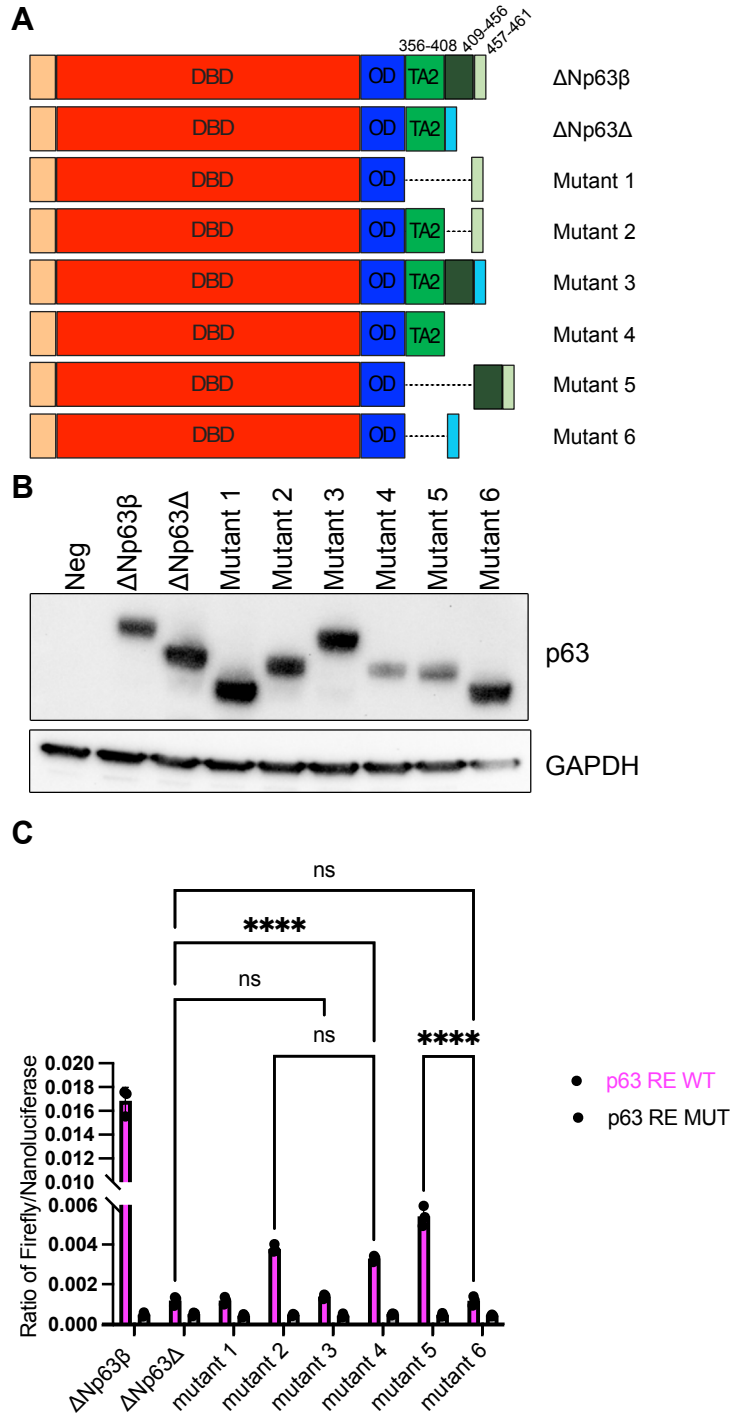 A
356-408 409-456 457-461
DBD OD TA2 ΔNp63β
DBD OD TA2 ΔNp63Δ
DBD OD Mutant 1
DBD OD TA2 Mutant 2
DBD OD TA2 Mutant 3
DBD OD TA2 Mutant 4
DBD OD Mutant 5
DBD OD Mutant 6
B
Neg ΔNp63β ΔNp63Δ Mutant 1 Mutant 2 Mutant 3 Mutant 4 Mutant 5 Mutant 6
p63
GAPDH
C
ns
****
ns
ns ****
Ratio of Firefly/Nanoluciferase
0.020
0.018
0.016
0.014
0.012
0.010
0.006
0.004
0.002
0.000
p63 RE WT
p63 RE MUT
ΔNp63β ΔNp63Δ mutant 1 mutant 2 mutant 3 mutant 4 mutant 5 mutant 6